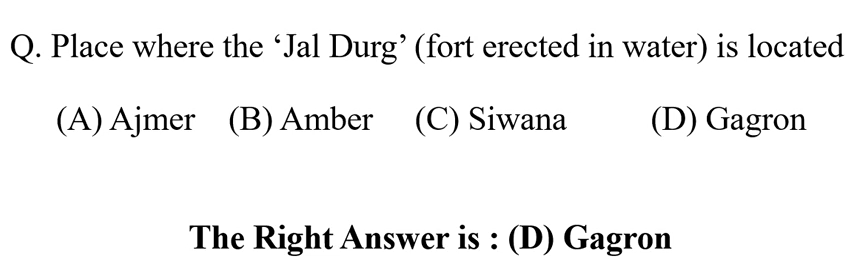 Q. Place where the ‘Jal Durg’ (fort erected in water) is located
(A) Ajmer (B) Amber (C) Siwana (D) Gagron
The Right Answer is : (D) Gagron